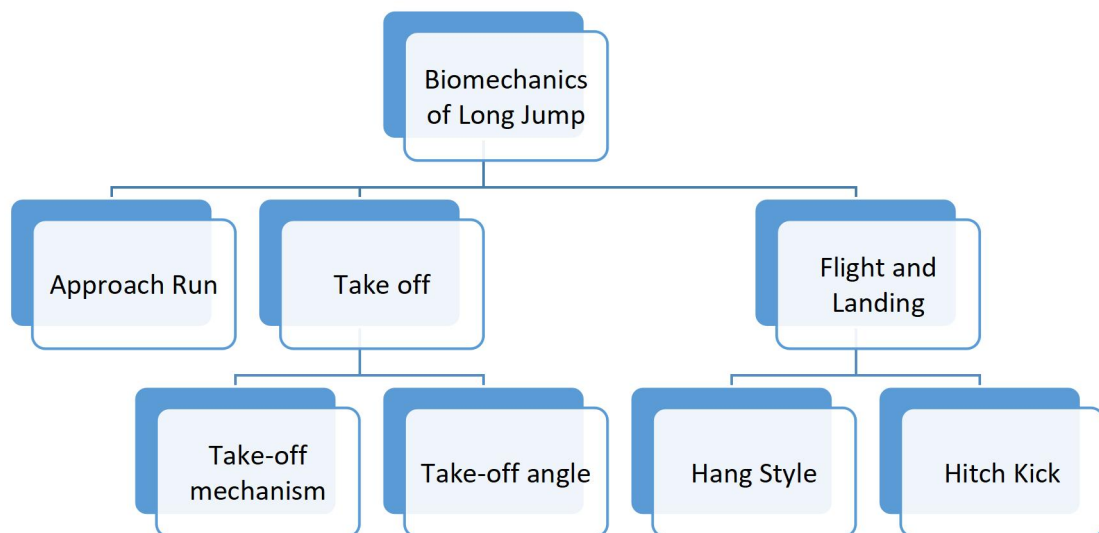 Biomechanics
of Long Jump
Approach Run
Take off
Flight and
Landing
Take-off
mechanism
Take-off angle
Hang Style
Hitch Kick